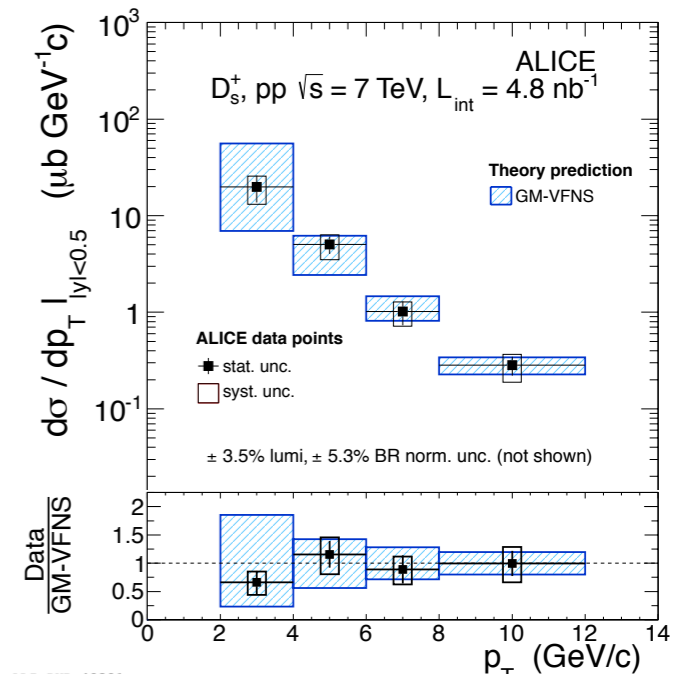 10³
10²
10
1
10⁻¹
dσ / dp_T |_|y|<0.5 (μb GeV⁻¹c)
ALICE
D_s⁺, pp √s = 7 TeV, L_int = 4.8 nb⁻¹
Theory prediction
GM-VFNS
ALICE data points
stat. unc.
syst. unc.
± 3.5% lumi, ± 5.3% BR norm. unc. (not shown)
Data
GM-VFNS
2
1.5
1
0.5
0
0 2 4 6 8 10 12 14
p_T (GeV/c)